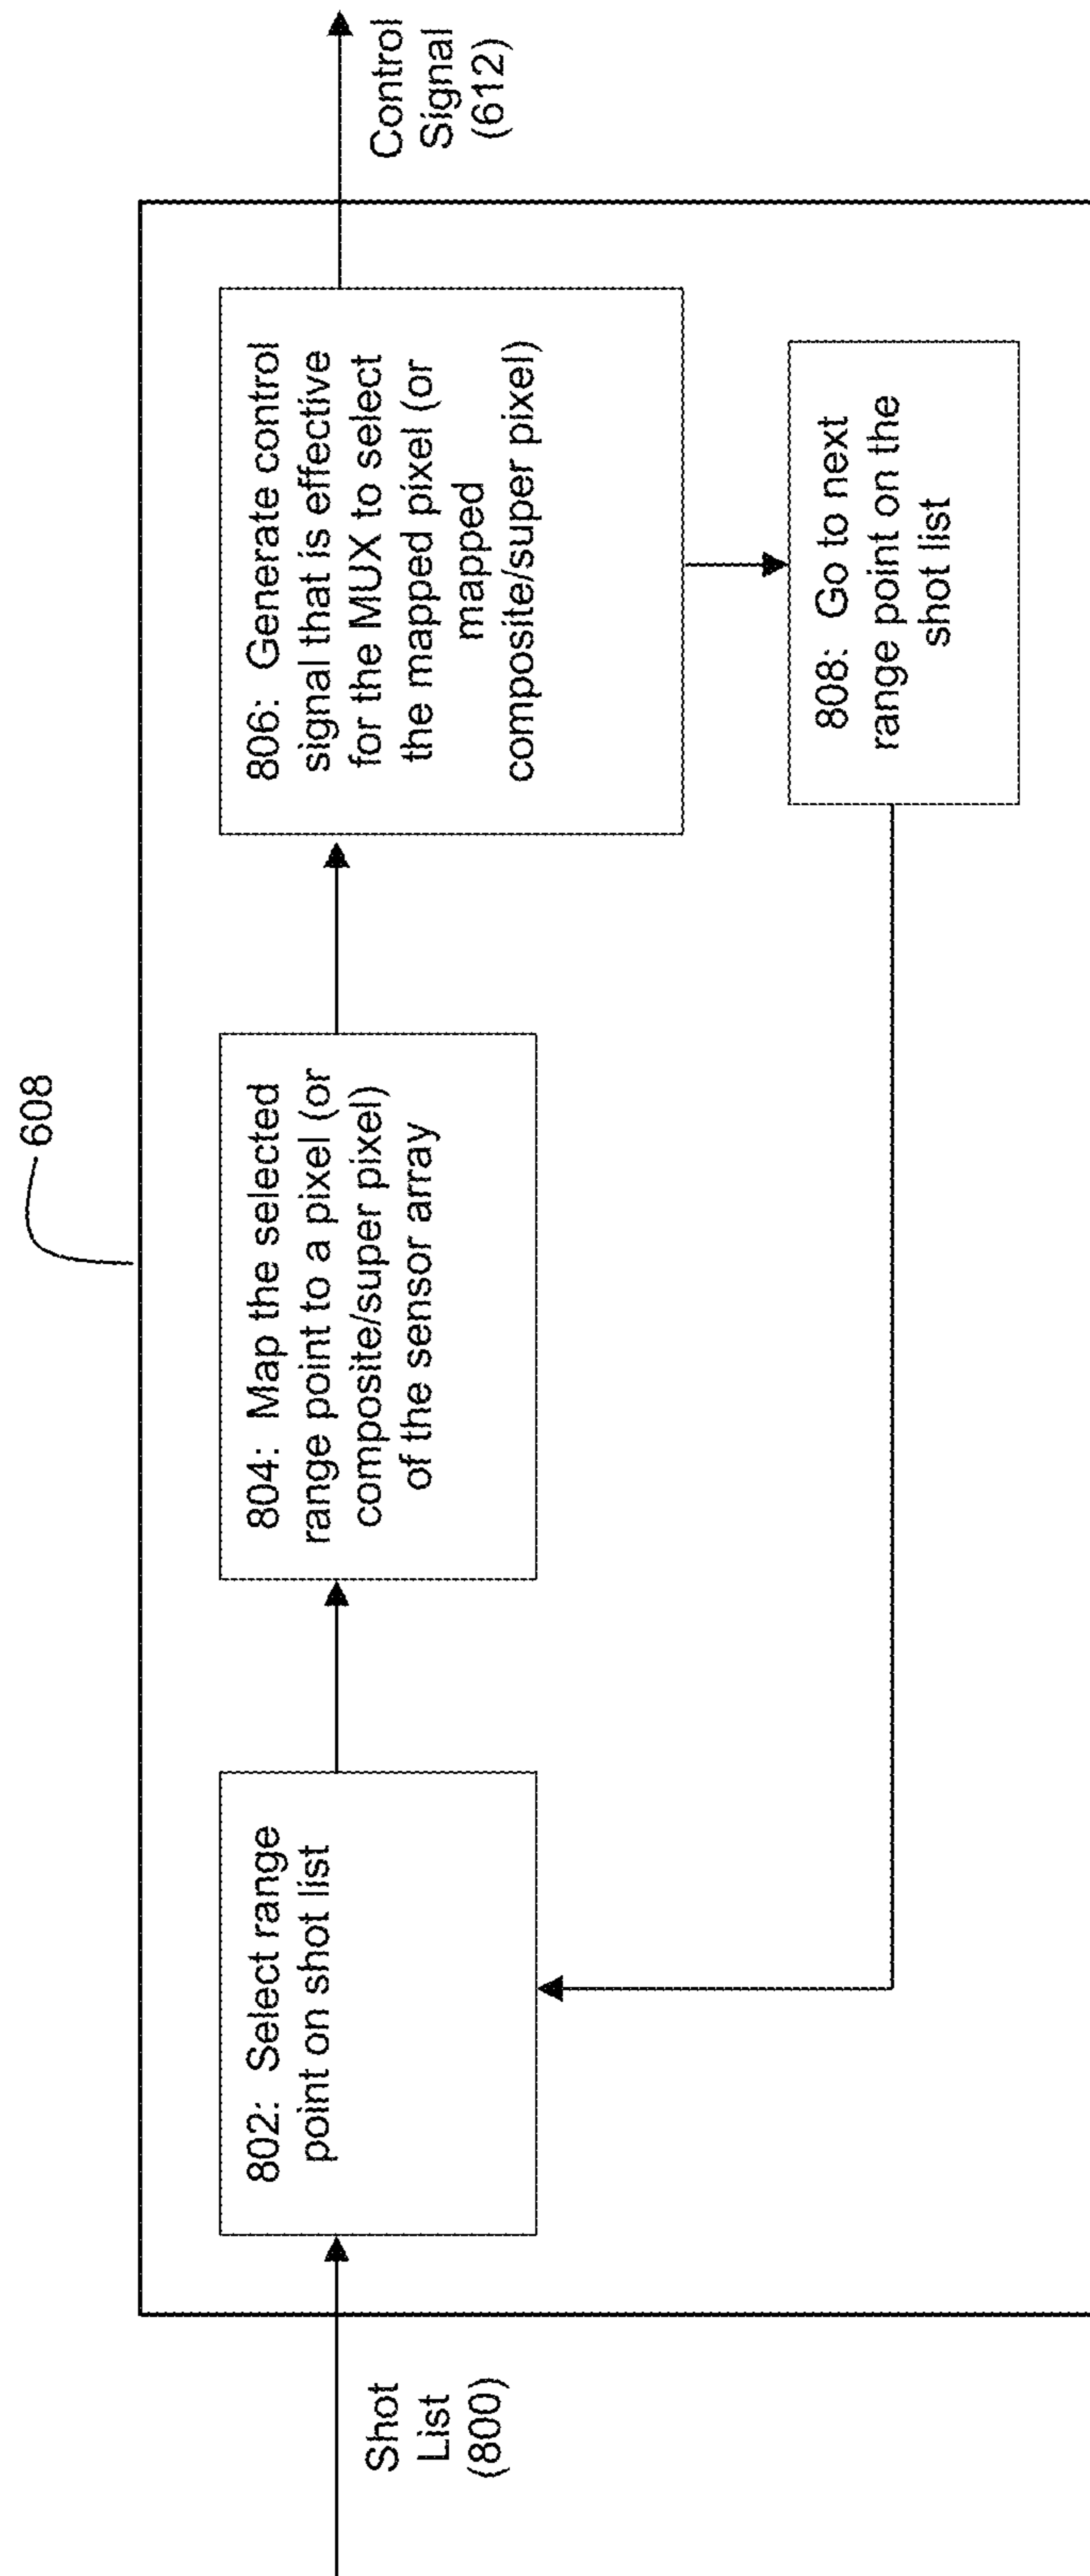 608
Shot
List
(800)
802: Select range
point on shot list
804: Map the selected
range point to a pixel (or
composite/super pixel)
of the sensor array
806: Generate control
signal that is effective
for the MUX to select
the mapped pixel (or
mapped
composite/super pixel)
808: Go to next
range point on the
shot list
Control
Signal
(612)